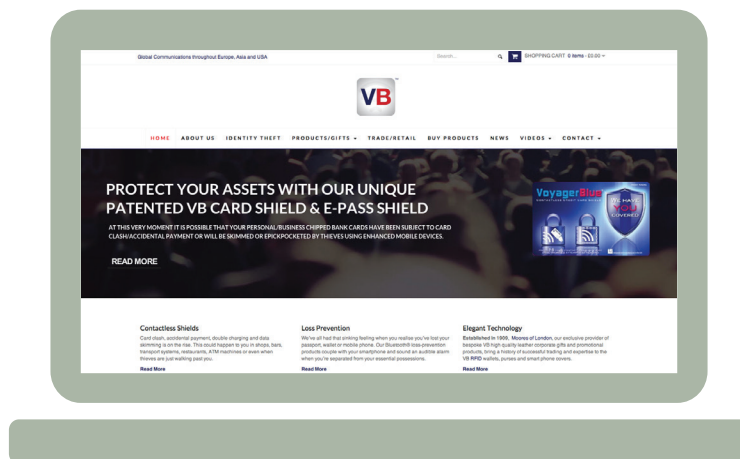 Global Communications throughout Europe, Asia and USA
Search...
SHOPPING CART 0 items - £0.00
VB
HOME ABOUT US IDENTITY THEFT PRODUCTS/GIFTS TRADE/RETAIL BUY PRODUCTS NEWS VIDEOS CONTACT
PROTECT YOUR ASSETS WITH OUR UNIQUE
PATENTED VB CARD SHIELD & E-PASS SHIELD
AT THIS VERY MOMENT IT IS POSSIBLE THAT YOUR PERSONAL/BUSINESS CHIPPED BANK CARDS HAVE BEEN SUBJECT TO CARD
CLASH/ACCIDENTAL PAYMENT OR WILL BE SKIMMED OR EPICKPOCKETED BY THIEVES USING ENHANCED MOBILE DEVICES.
READ MORE
VoyagerBlue
WE HAVE
YOU
COVERED
Contactless Shields
Card clash, accidental payment, double charging and data
skimming is on the rise. This could happen to you in shops, bars,
transport systems, restaurants, ATM machines or even when
thieves are just walking past you.
Read More
Loss Prevention
We've all had that sinking feeling when you realise you've lost your
passport, wallet or mobile phone. Our Bluetooth® loss-prevention
products couple with your smartphone and sound an audible alarm
when you're separated from your essential possessions.
Read More
Elegant Technology
Established in 1999, Moores of London, our exclusive provider of
bespoke VB high quality leather corporate gifts and promotional
products, bring a history of successful trading and expertise to the
VB RFID wallets, purses and smart phone covers.
Read More